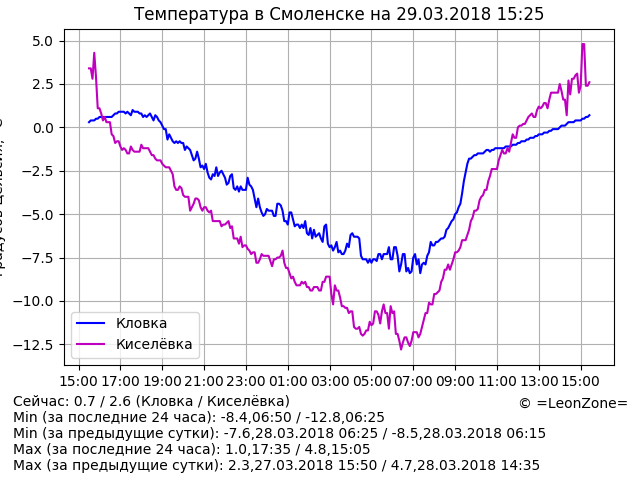 Температура в Смоленске на 29.03.2018 15:25
5.0
2.5
0.0
−2.5
−5.0
−7.5
−10.0
−12.5
Кловка
Киселёвка
15:00 17:00 19:00 21:00 23:00 01:00 03:00 05:00 07:00 09:00 11:00 13:00 15:00
Сейчас: 0.7 / 2.6 (Кловка / Киселёвка)
© =LeonZone=
Min (за последние 24 часа): -8.4,06:50 / -12.8,06:25
Min (за предыдущие сутки): -7.6,28.03.2018 06:25 / -8.5,28.03.2018 06:15
Max (за последние 24 часа): 1.0,17:35 / 4.8,15:05
Max (за предыдущие сутки): 2.3,27.03.2018 15:50 / 4.7,28.03.2018 14:35